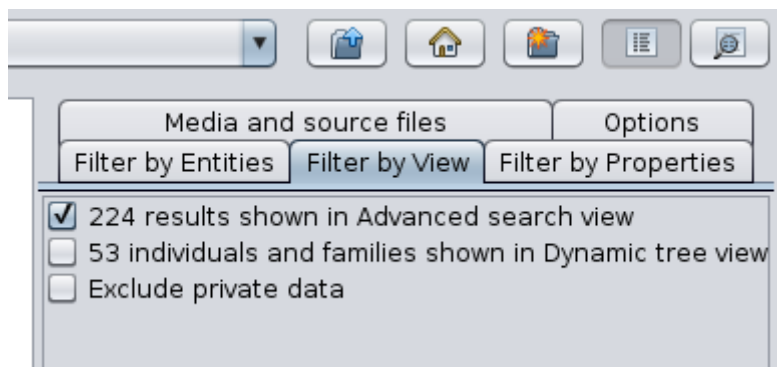 Media and source files Options
Filter by Entities Filter by View Filter by Properties
224 results shown in Advanced search view
53 individuals and families shown in Dynamic tree view
Exclude private data